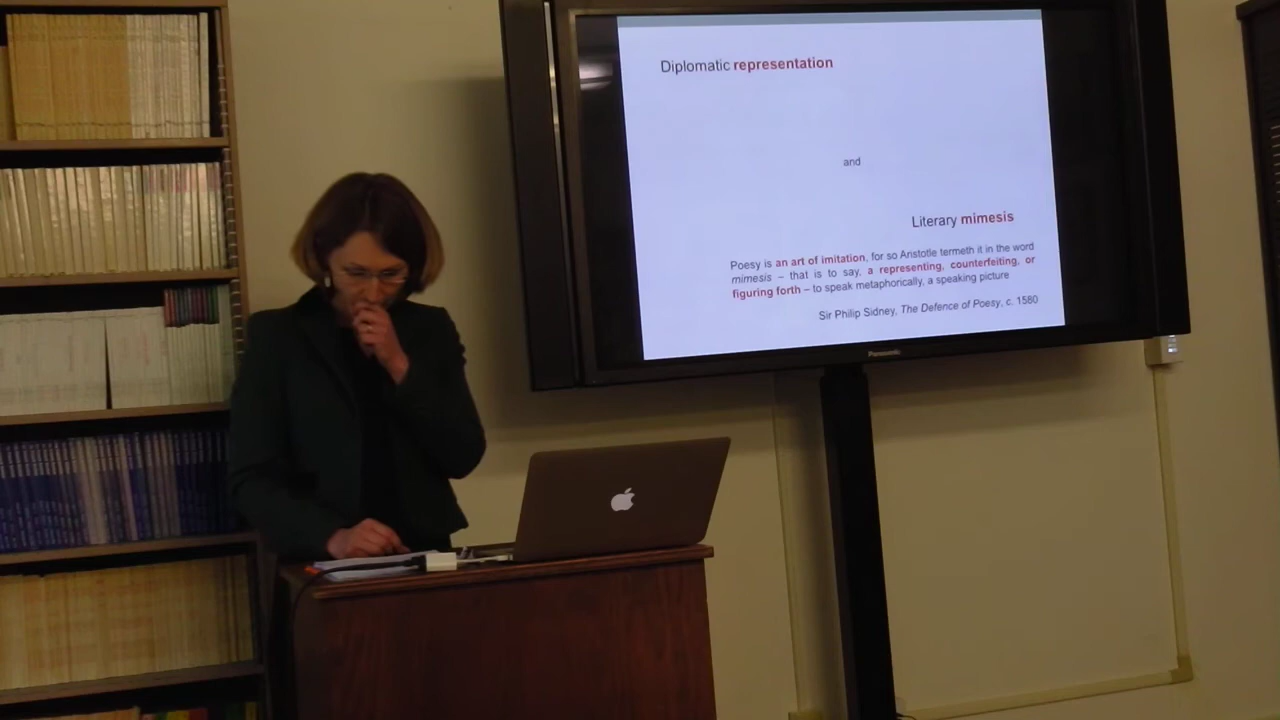 Diplomatic representation
and
Literary mimesis
Poesy is an art of imitation, for so Aristotle termeth it in the word
mimesis – that is to say, a representing, counterfeiting, or
figuring forth – to speak metaphorically, a speaking picture
Sir Philip Sidney, The Defence of Poesy, c. 1580
Panasonic